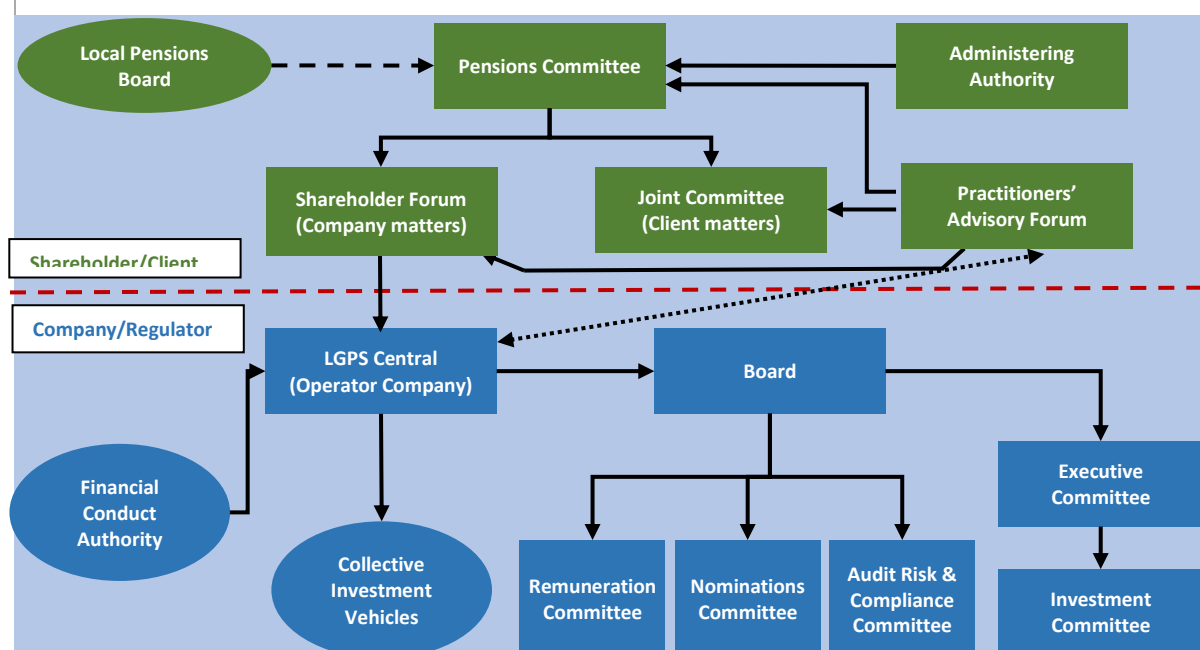 Local Pensions
Board
Pensions Committee
Administering
Authority
Shareholder Forum
(Company matters)
Joint Committee
(Client matters)
Practitioners’
Advisory Forum
Shareholder/Client
Company/Regulator
LGPS Central
(Operator Company)
Board
Financial
Conduct
Authority
Executive
Committee
Collective
Investment
Vehicles
Remuneration
Committee
Nominations
Committee
Audit Risk &
Compliance
Committee
Investment
Committee